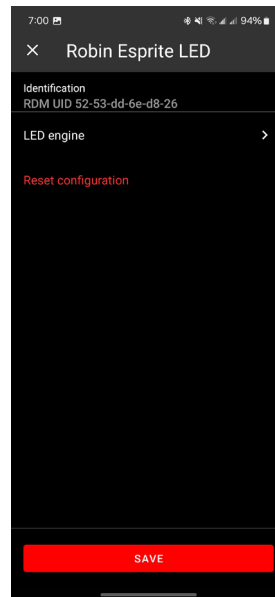 7:00
94%
× Robin Esprite LED
Identification
RDM UID 52-53-dd-6e-d8-26
LED engine >
Reset configuration
SAVE